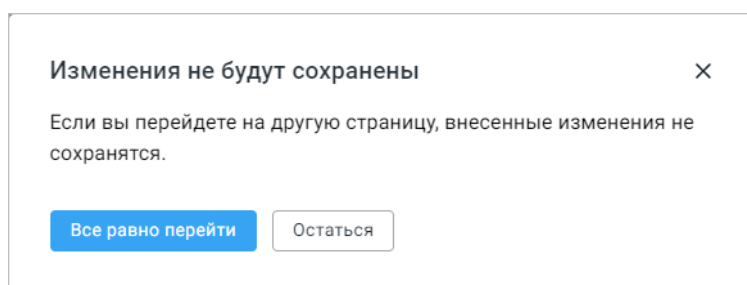 Изменения не будут сохранены
Если вы перейдете на другую страницу, внесенные изменения не
сохранятся.
Все равно перейти
Остаться